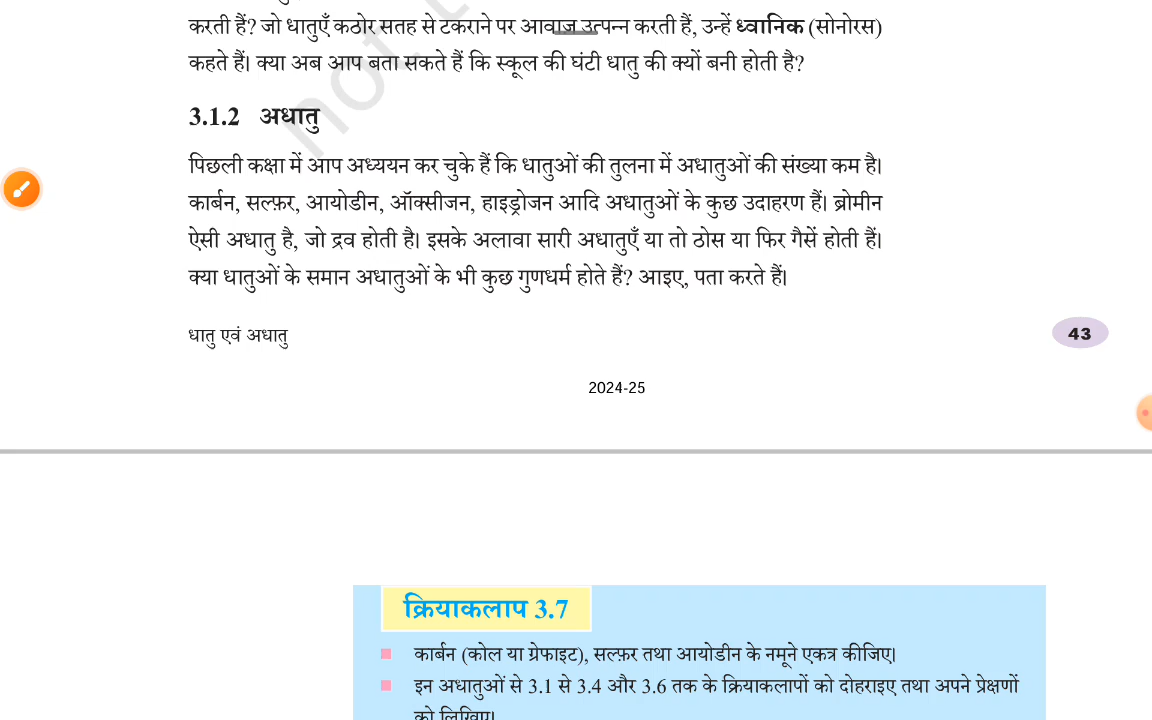 करती हैं? जो धातुएँ कठोर सतह से टकराने पर आवाज़ उत्पन्न करती हैं, उन्हें ध्वानिक (सोनोरस)
कहते हैं। क्या अब आप बता सकते हैं कि स्कूल की घंटी धातु की क्यों बनी होती है?
not t
3.1.2 अधातु
पिछली कक्षा में आप अध्ययन कर चुके हैं कि धातुओं की तुलना में अधातुओं की संख्या कम है।
कार्बन, सल्फ़र, आयोडीन, ऑक्सीजन, हाइड्रोजन आदि अधातुओं के कुछ उदाहरण हैं। ब्रोमीन
ऐसी अधातु है, जो द्रव होती है। इसके अलावा सारी अधातुएँ या तो ठोस या फिर गैसें होती हैं।
क्या धातुओं के समान अधातुओं के भी कुछ गुणधर्म होते हैं? आइए, पता करते हैं।
धातु एवं अधातु
43
2024-25
क्रियाकलाप 3.7
कार्बन (कोल या ग्रेफाइट), सल्फ़र तथा आयोडीन के नमूने एकत्र कीजिए।
इन अधातुओं से 3.1 से 3.4 और 3.6 तक के क्रियाकलापों को दोहराइए तथा अपने प्रेक्षणों
को लिखिए।